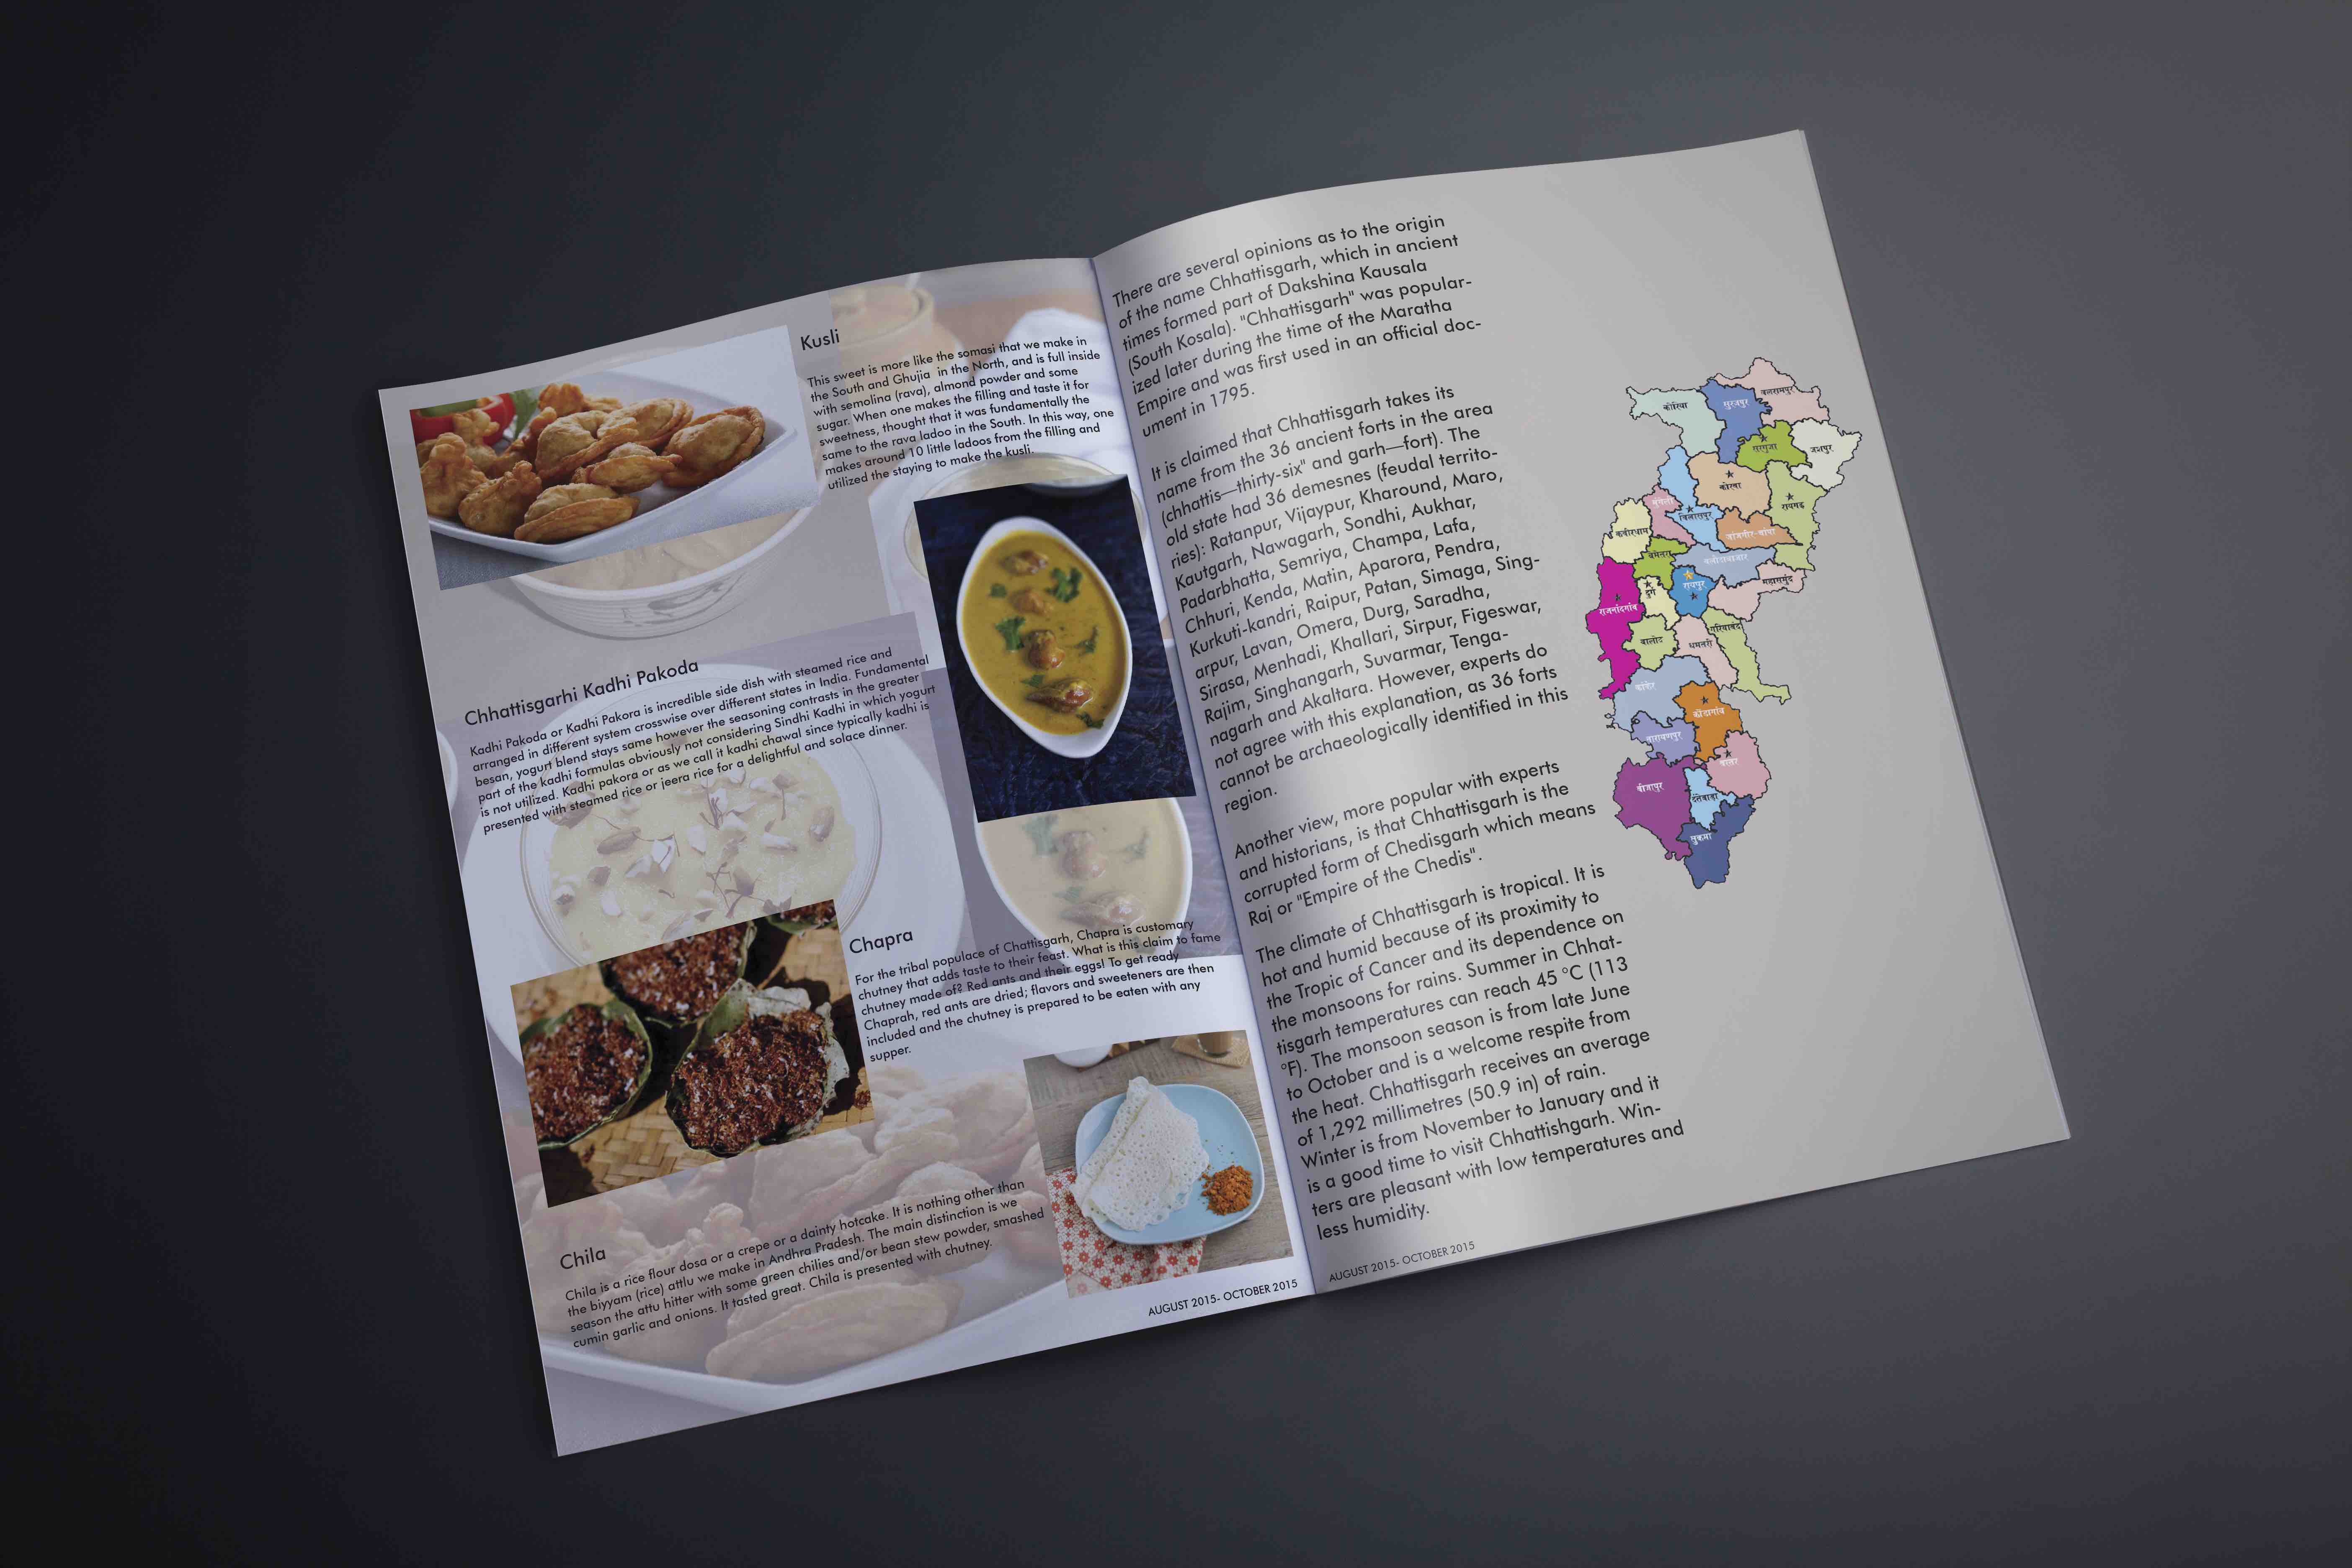 Kusli
This sweet is more like the somasi that we make in
the South and Ghujia in the North, and is full inside
with semolina (rava), almond powder and some
sugar. When one makes the filling and taste it for
sweetness, thought that it was fundamentally the
same to the rava ladoo in the South. In this way, one
makes around 10 little ladoos from the filling and
utilized the staying to make the kusli.
Chhattisgarhi Kadhi Pakoda
Kadhi Pakoda or Kadhi Pakora is incredible side dish with steamed rice and
arranged in different system crosswise over different states in India. Fundamental
besan, yogurt blend stays same however the seasoning contrasts in the greater
part of the kadhi formulas obviously not considering Sindhi Kadhi in which yogurt
is not utilized. Kadhi pakora or as we call it kadhi chawal since typically kadhi is
presented with steamed rice or jeera rice for a delightful and solace dinner.
Chapra
For the tribal populace of Chattisgarh, Chapra is customary
chutney that adds taste to their feast. What is this claim to fame
chutney made of? Red ants and their eggs! To get ready
Chaprah, red ants are dried; flavors and sweeteners are then
included and the chutney is prepared to be eaten with any
supper.
Chila
Chila is a rice flour dosa or a crepe or a dainty hotcake. It is nothing other than
the biyyam (rice) attlu we make in Andhra Pradesh. The main distinction is we
season the attu hitter with some green chilies and/or bean stew powder, smashed
cumin garlic and onions. It tasted great. Chila is presented with chutney.
AUGUST 2015- OCTOBER 2015
There are several opinions as to the origin
of the name Chhattisgarh, which in ancient
times formed part of Dakshina Kausala
(South Kosala). "Chhattisgarh" was popular-
ized later during the time of the Maratha
Empire and was first used in an official doc-
ument in 1795.
It is claimed that Chhattisgarh takes its
name from the 36 ancient forts in the area
(chhattis—thirty-six" and garh—fort). The
old state had 36 demesnes (feudal territo-
ries): Ratanpur, Vijaypur, Kharound, Maro,
Kautgarh, Nawagarh, Sondhi, Aukhar,
Padarbhatta, Semriya, Champa, Lafa,
Chhuri, Kenda, Matin, Aparora, Pendra,
Kurkuti-kandri, Raipur, Patan, Simaga, Sing-
arpur, Lavan, Omera, Durg, Saradha,
Sirasa, Menhadi, Khallari, Sirpur, Figeswar,
Rajim, Singhangarh, Suvarmar, Tenga-
nagarh and Akaltara. However, experts do
not agree with this explanation, as 36 forts
cannot be archaeologically identified in this
region.
Another view, more popular with experts
and historians, is that Chhattisgarh is the
corrupted form of Chedisgarh which means
Raj or "Empire of the Chedis".
The climate of Chhattisgarh is tropical. It is
hot and humid because of its proximity to
the Tropic of Cancer and its dependence on
the monsoons for rains. Summer in Chhat-
tisgarh temperatures can reach 45 °C (113
°F). The monsoon season is from late June
to October and is a welcome respite from
the heat. Chhattisgarh receives an average
of 1,292 millimetres (50.9 in) of rain.
Winter is from November to January and it
is a good time to visit Chhattishgarh. Win-
ters are pleasant with low temperatures and
less humidity.
AUGUST 2015- OCTOBER 2015
बलरामपुर
कोरिया
सुरजपुर
सरगुजा
जशपुर
कोरबा
रायगढ़
मुंगेली
बिलासपुर
कबीरधाम
जांजगीर-चांपा
बेमेतरा
बलौदाबाजार
महासमुंद
रायपुर
दुर्ग
राजनांदगांव
गरियाबंद
बालोद
धमतरी
कांकेर
कोंडागांव
नारायणपुर
बस्तर
बीजापुर
दंतेवाड़ा
सुकमा